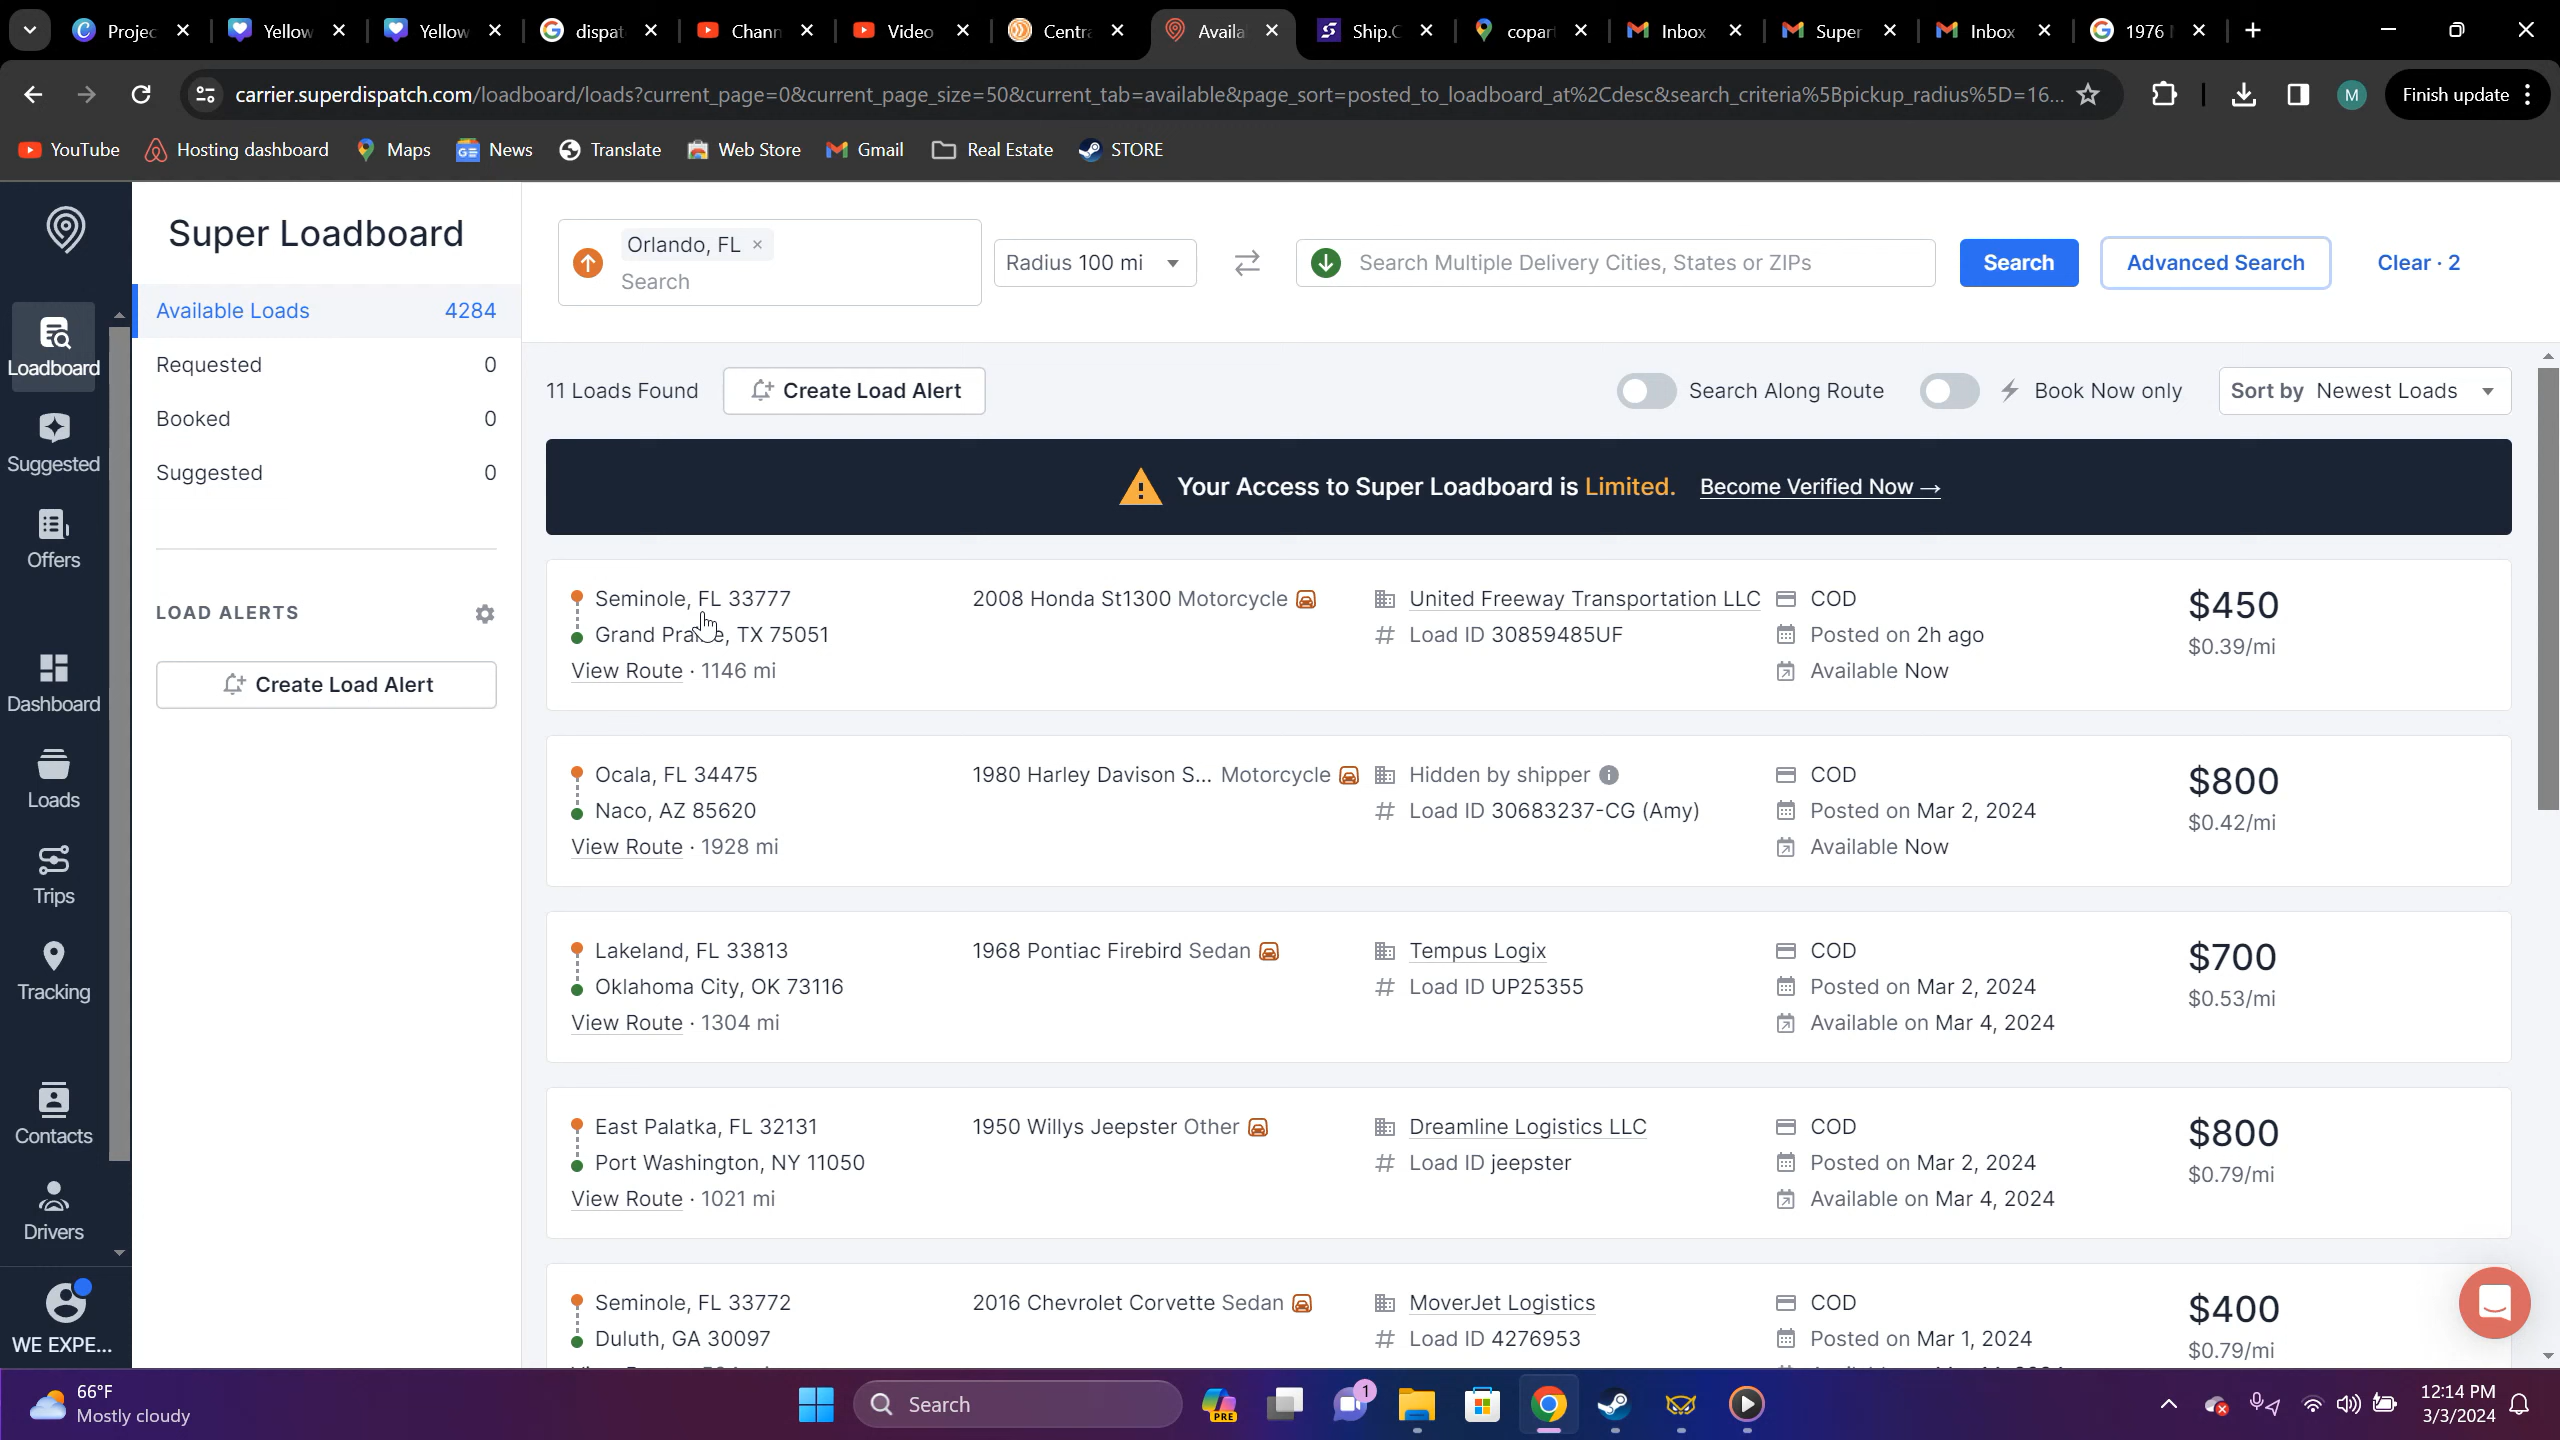 Projec
Yellow
Yellow
dispat
Chann
Video
Centr
Availa
Ship.C
copar
Inbox
Super
Inbox
1976
carrier.superdispatch.com/loadboard/loads?current_page=0&current_page_size=50&current_tab=available&page_sort=posted_to_loadboard_at%2Cdesc&search_criteria%5Bpickup_radius%5D=16...
M
Finish update
YouTube
Hosting dashboard
Maps
News
Translate
Web Store
Gmail
Real Estate
STORE
Loadboard
Suggested
Offers
Dashboard
Loads
Trips
Tracking
Contacts
Drivers
WE EXPE...
Super Loadboard
Available Loads 4284
Requested 0
Booked 0
Suggested 0
LOAD ALERTS
Create Load Alert
Orlando, FL ×
Search
Radius 100 mi
Search Multiple Delivery Cities, States or ZIPs
Search
Advanced Search
Clear · 2
11 Loads Found
Create Load Alert
Search Along Route
Book Now only
Sort by Newest Loads
Your Access to Super Loadboard is Limited. Become Verified Now →
Seminole, FL 33777
Grand Prairie, TX 75051
View Route · 1146 mi
2008 Honda St1300 Motorcycle
United Freeway Transportation LLC
# Load ID 30859485UF
COD
Posted on 2h ago
Available Now
$450
$0.39/mi
Ocala, FL 34475
Naco, AZ 85620
View Route · 1928 mi
1980 Harley Davison S... Motorcycle
Hidden by shipper
# Load ID 30683237-CG (Amy)
COD
Posted on Mar 2, 2024
Available Now
$800
$0.42/mi
Lakeland, FL 33813
Oklahoma City, OK 73116
View Route · 1304 mi
1968 Pontiac Firebird Sedan
Tempus Logix
# Load ID UP25355
COD
Posted on Mar 2, 2024
Available on Mar 4, 2024
$700
$0.53/mi
East Palatka, FL 32131
Port Washington, NY 11050
View Route · 1021 mi
1950 Willys Jeepster Other
Dreamline Logistics LLC
# Load ID jeepster
COD
Posted on Mar 2, 2024
Available on Mar 4, 2024
$800
$0.79/mi
Seminole, FL 33772
Duluth, GA 30097
2016 Chevrolet Corvette Sedan
MoverJet Logistics
# Load ID 4276953
COD
Posted on Mar 1, 2024
$400
$0.79/mi
66°F
Mostly cloudy
Search
PRE
1
12:14 PM
3/3/2024